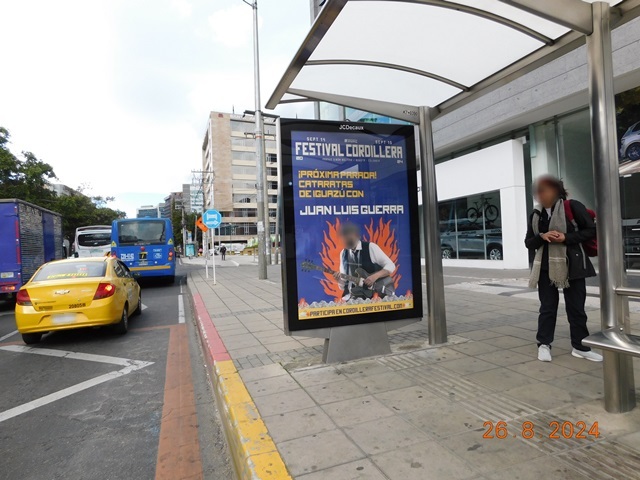 JCDecaux
SEPT. 14
SEPT. 15
FESTIVAL CORDILLERA
¡PRÓXIMA PARADA!
CATARATAS
DE IGUAZÚ CON
JUAN LUIS GUERRA
PARTICIPA EN CORDILLERAFESTIVAL.COM
26.8.2024